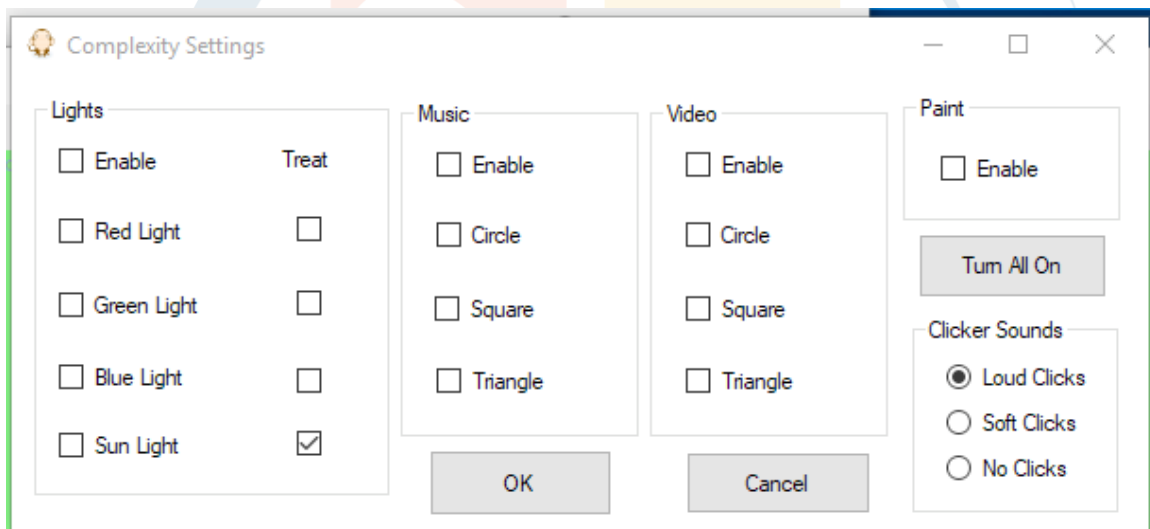 Complexity Settings
Lights
Enable Treat
Red Light
Green Light
Blue Light
Sun Light
Music
Enable
Circle
Square
Triangle
Video
Enable
Circle
Square
Triangle
Paint
Enable
Turn All On
Clicker Sounds
Loud Clicks
Soft Clicks
No Clicks
OK
Cancel